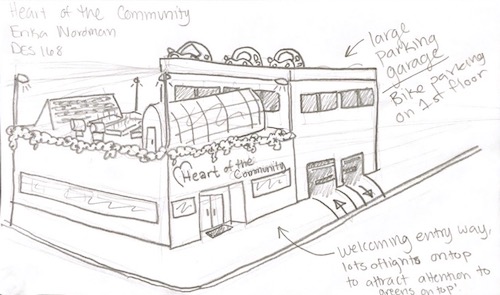 Heart of the Community
Erika Nordman
DES 168
large
parking
garage
Bike parking
on 1st floor
Heart of the
Community
Welcoming entry way,
lots of lights on top
to attract attention to
greens on top!